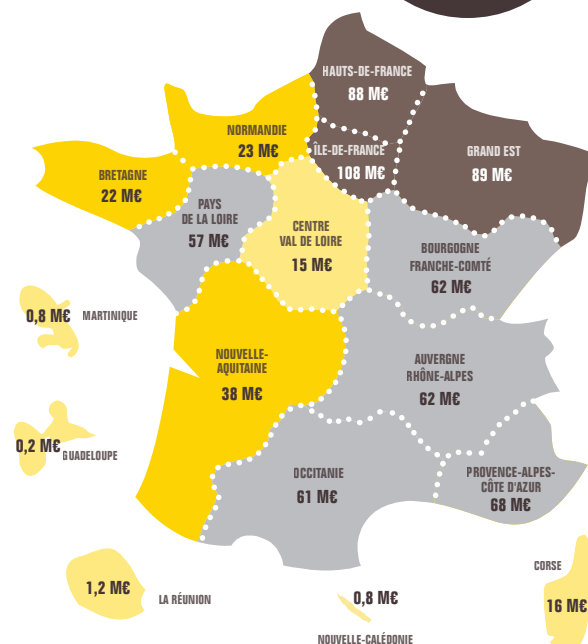 HAUTS-DE-FRANCE
88 M€
NORMANDIE
23 M€
ÎLE-DE-FRANCE
108 M€
GRAND EST
89 M€
BRETAGNE
22 M€
PAYS
DE LA LOIRE
57 M€
CENTRE
VAL DE LOIRE
15 M€
BOURGOGNE
FRANCHE-COMTÉ
62 M€
0,8 M€
MARTINIQUE
NOUVELLE-
AQUITAINE
38 M€
AUVERGNE
RHÔNE-ALPES
62 M€
0,2 M€
GUADELOUPE
OCCITANIE
61 M€
PROVENCE-ALPES-
CÔTE D'AZUR
68 M€
1,2 M€
LA RÉUNION
0,8 M€
NOUVELLE-CALÉDONIE
CORSE
16 M€